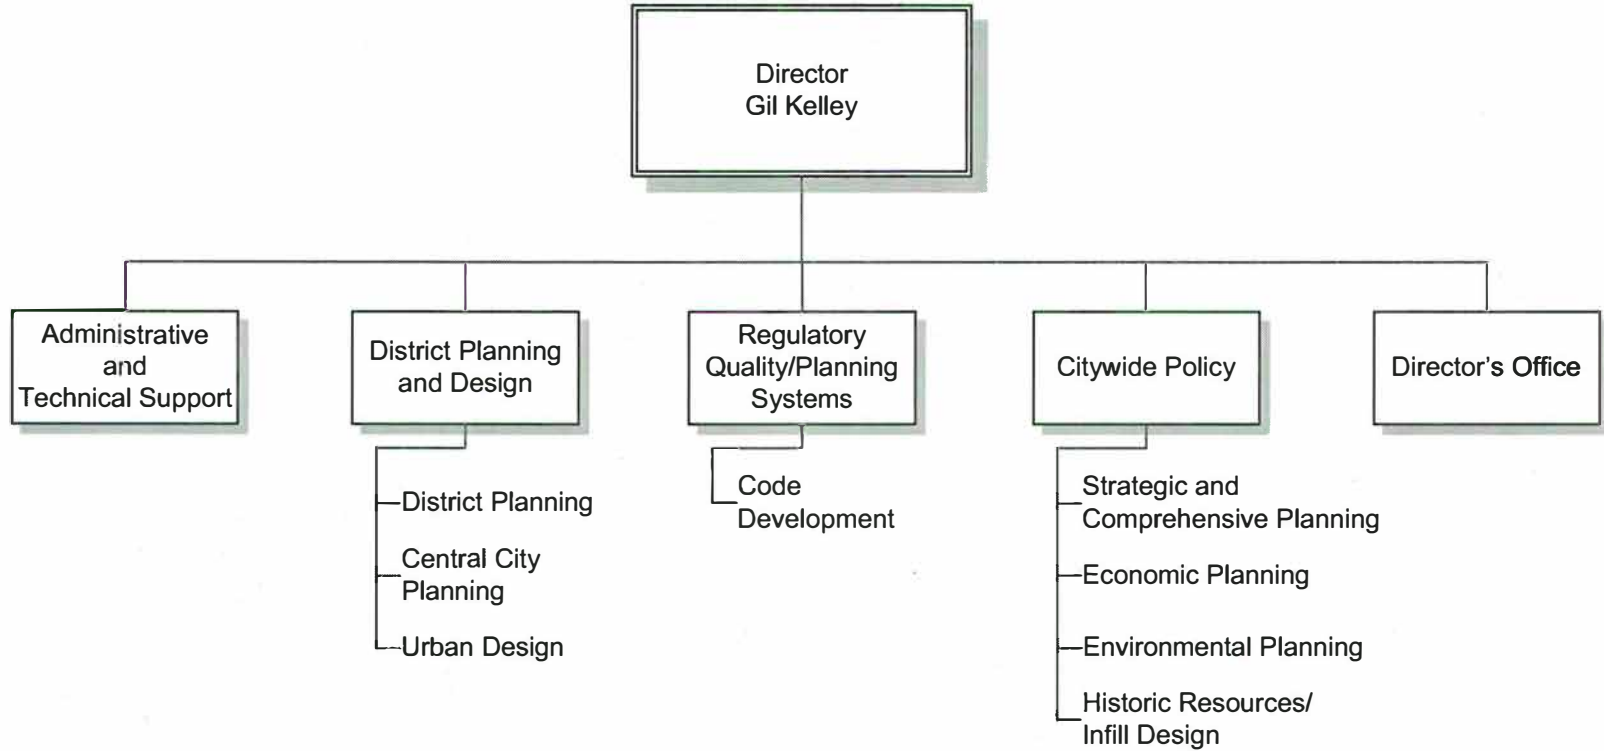 Director
Gil Kelley
Administrative
and
Technical Support
District Planning
and Design
Regulatory
Quality/Planning
Systems
Citywide Policy
Director's Office
District Planning
Central City
Planning
Urban Design
Code
Development
Strategic and
Comprehensive Planning
Economic Planning
Environmental Planning
Historic Resources/
Infill Design